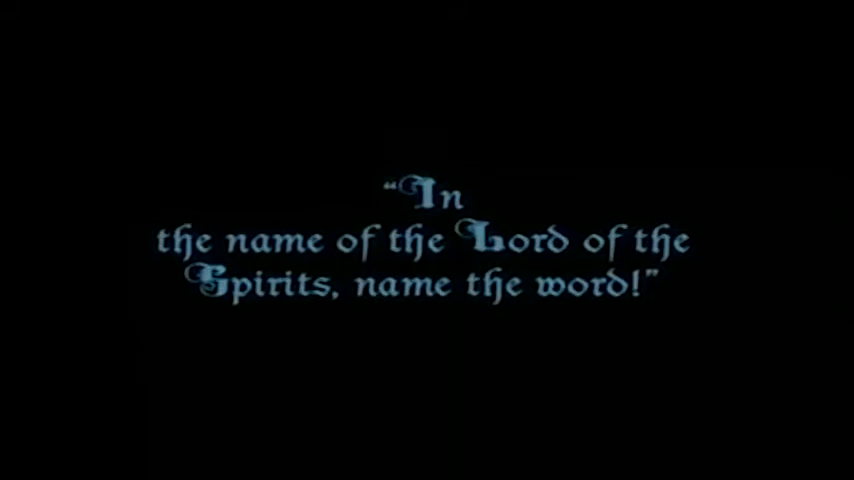 “In
the name of the Lord of the
Spirits, name the word!”